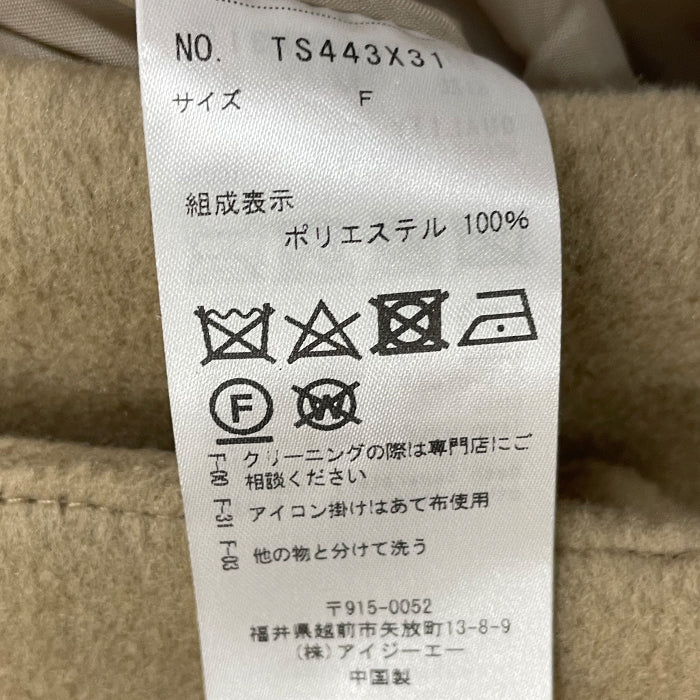 NO. TS443X31
サイズ F
組成表示
ポリエステル 100%
F
W
F-09 クリーニングの際は専門店にご
相談ください
F-31 アイロン掛けはあて布使用
F-03 他の物と分けて洗う
〒915-0052
福井県越前市矢放町13-8-9
(株)アイジーエー
中国製